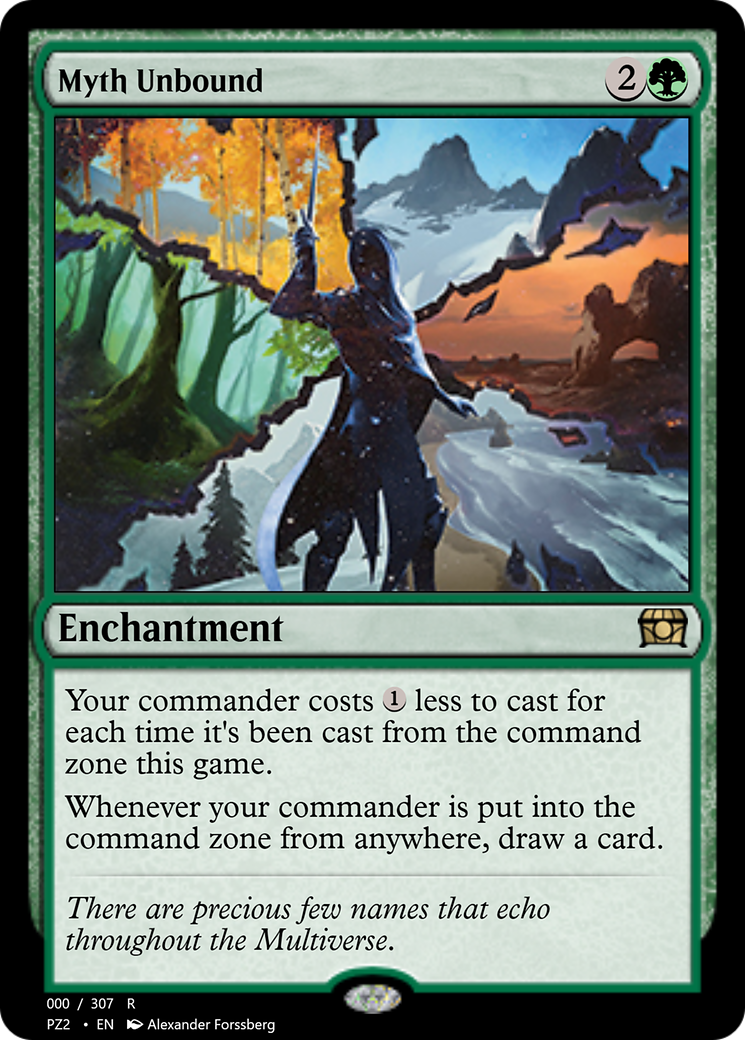 Myth Unbound 2
Enchantment
Your commander costs 1 less to cast for
each time it's been cast from the command
zone this game.
Whenever your commander is put into the
command zone from anywhere, draw a card.
There are precious few names that echo
throughout the Multiverse.
000 / 307 R
PZ2 • EN Alexander Forssberg